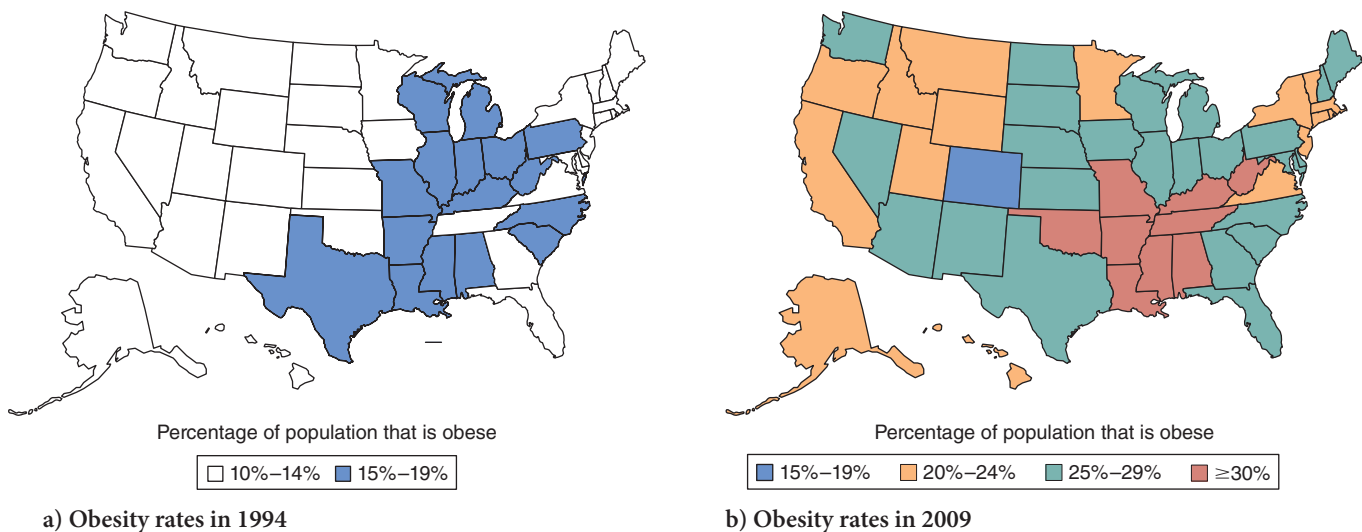 Percentage of population that is obese
10%–14% 15%–19%
a) Obesity rates in 1994
Percentage of population that is obese
15%–19% 20%–24% 25%–29% ≥30%
b) Obesity rates in 2009